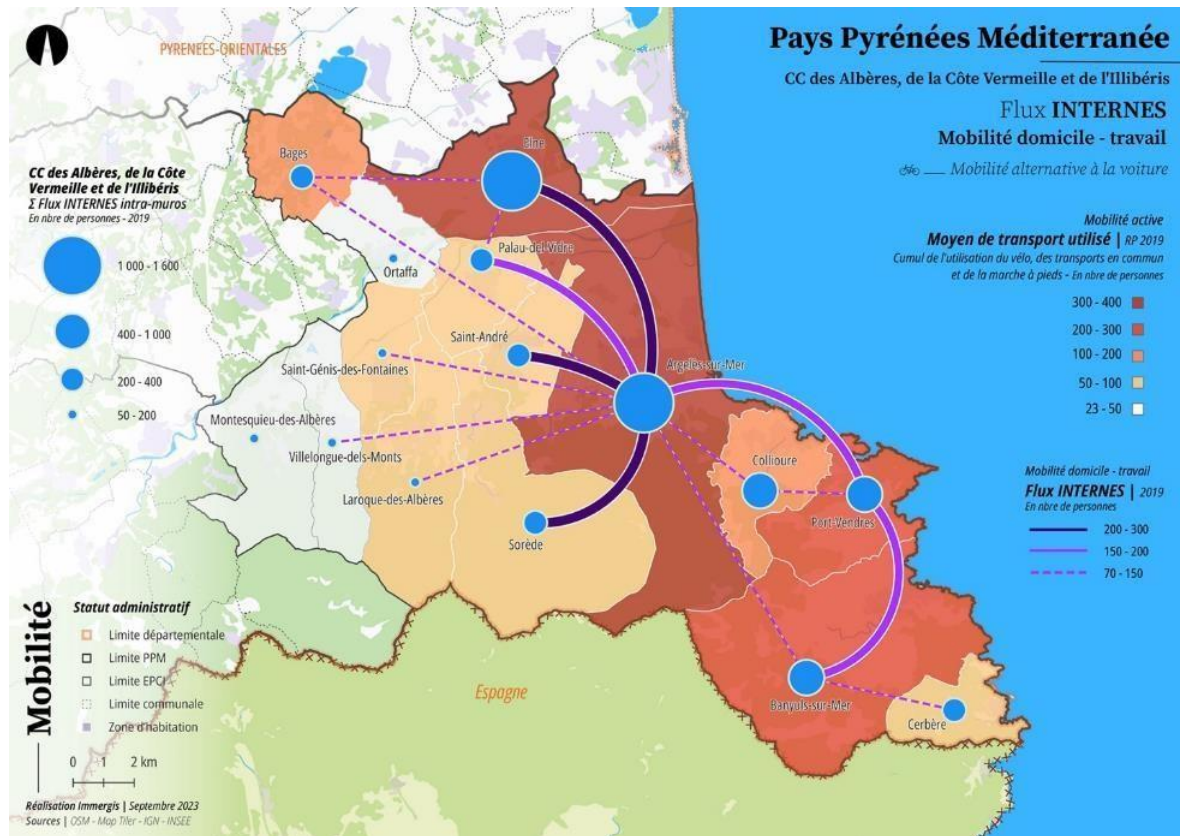 PYRENEES-ORIENTALES
Pays Pyrénées Méditerranée
CC des Albères, de la Côte Vermeille et de l'Illibéris
Flux INTERNES
Mobilité domicile - travail
Mobilité alternative à la voiture
Mobilité active
Moyen de transport utilisé | RP 2019
Cumul de l'utilisation du vélo, des transports en commun
et de la marche à pieds - En nbre de personnes
300 - 400
200 - 300
100 - 200
50 - 100
23 - 50
Mobilité domicile - travail
Flux INTERNES | 2019
En nbre de personnes
200 - 300
150 - 200
70 - 150
CC des Albères, de la Côte
Vermeille et de l'Illibéris
Σ Flux INTERNES intra-muros
En nbre de personnes - 2019
1 000 - 1 600
400 - 1 000
200 - 400
50 - 200
Bages
Elne
Ortaffa
Palau-del-Vidre
Saint-André
Saint-Génis-des-Fontaines
Argelès-sur-Mer
Montesquieu-des-Albères
Villelongue-dels-Monts
Laroque-des-Albères
Sorède
Collioure
Port-Vendres
Banyuls-sur-Mer
Cerbère
Espagne
Mobilité
Statut administratif
Limite départementale
Limite PPM
Limite EPCI
Limite communale
Zone d'habitation
0 1 2 km
Réalisation Immergis | Septembre 2023
Sources | OSM - Map Tiler - IGN - INSEE